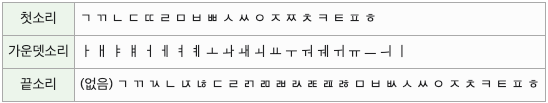 첫소리 ㄱ ㄲ ㄴ ㄷ ㄸ ㄹ ㅁ ㅂ ㅃ ㅅ ㅆ ㅇ ㅈ ㅉ ㅊ ㅋ ㅌ ㅍ ㅎ
가운뎃소리 ㅏ ㅐ ㅑ ㅒ ㅓ ㅔ ㅕ ㅖ ㅗ ㅘ ㅙ ㅚ ㅛ ㅜ ㅝ ㅞ ㅟ ㅠ ㅡ ㅢ ㅣ
끝소리 (없음) ㄱ ㄲ ㄳ ㄴ ㄵ ㄶ ㄷ ㄹ ㄺ ㄻ ㄼ ㄽ ㄾ ㄿ ㅀ ㅁ ㅂ ㅄ ㅅ ㅆ ㅇ ㅈ ㅊ ㅋ ㅌ ㅍ ㅎ